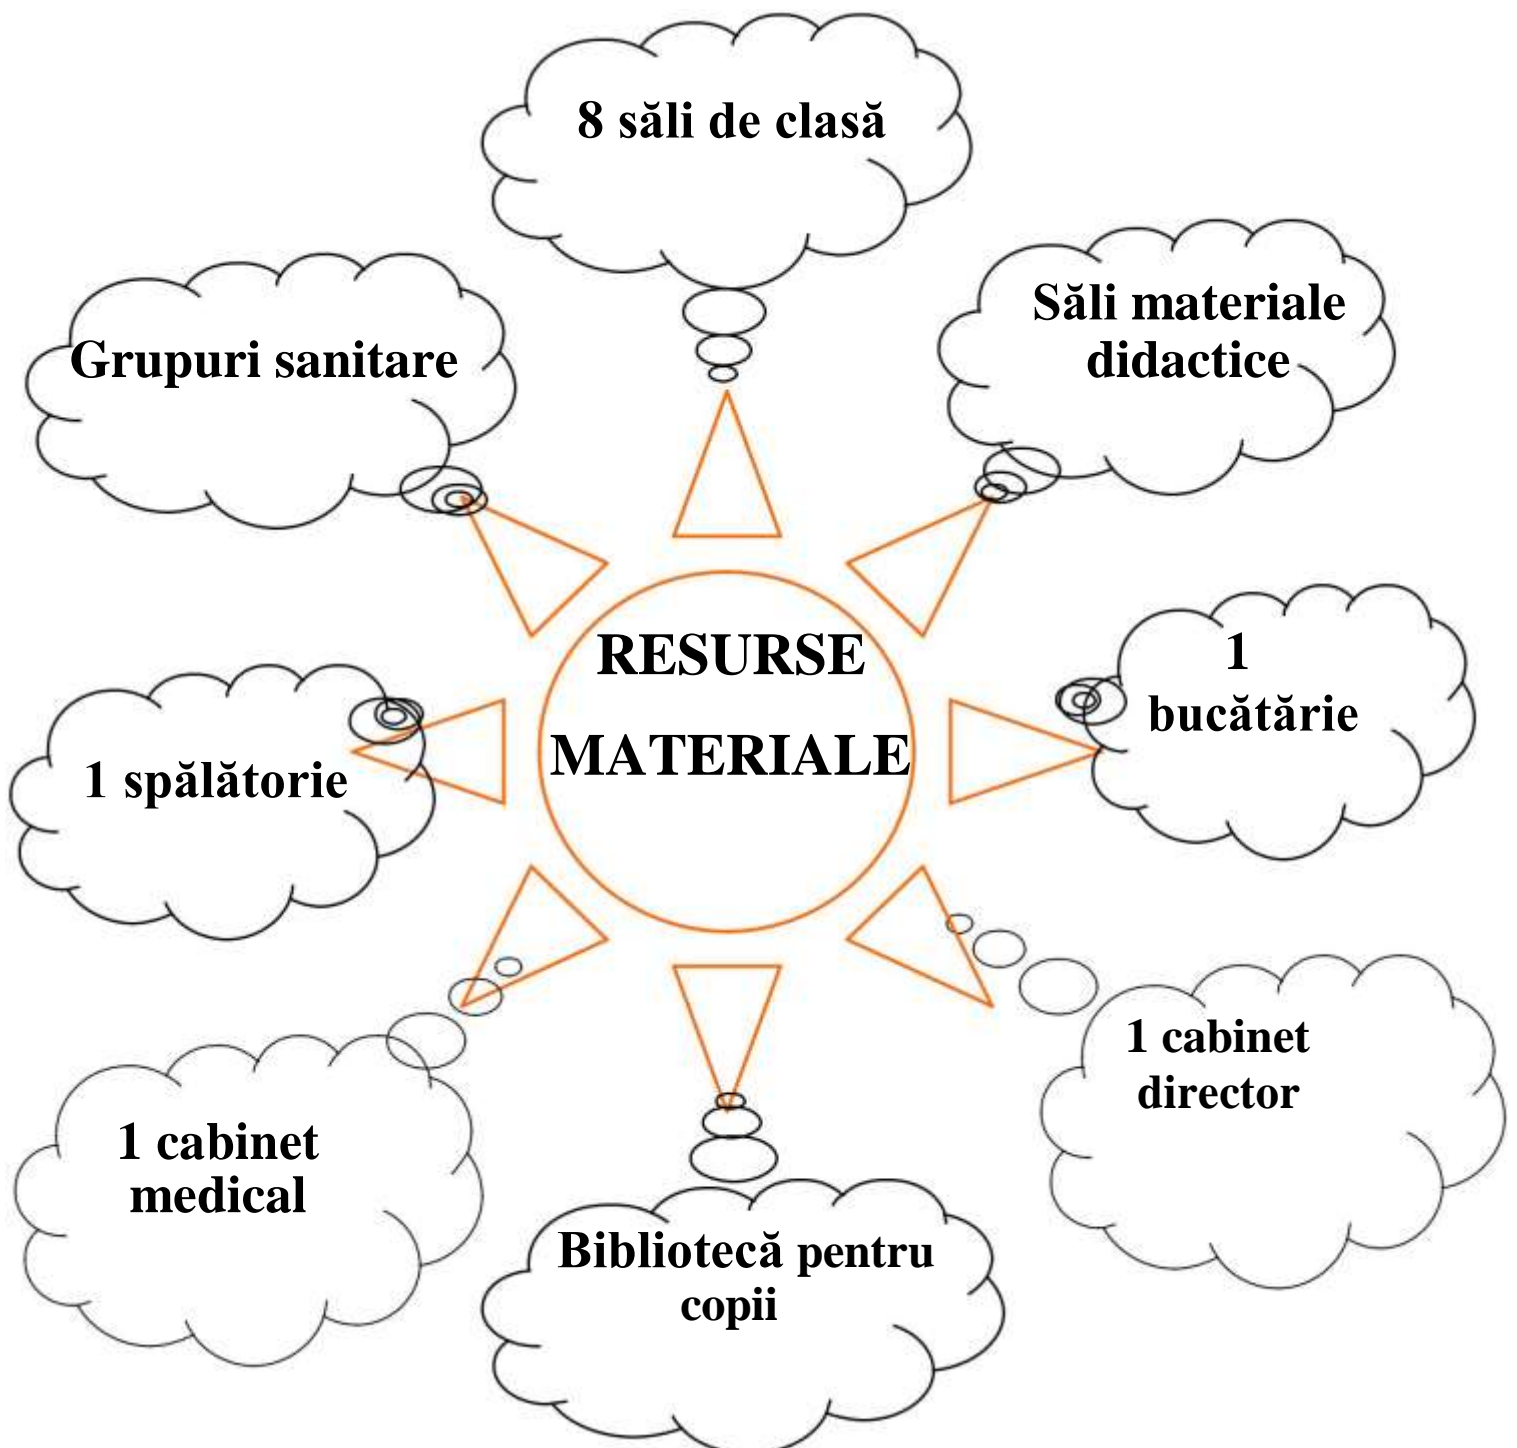 8 săli de clasă
Săli materiale
didactice
Grupuri sanitare
RESURSE
MATERIALE
1
bucătărie
1 spălătorie
1 cabinet
director
1 cabinet
medical
Bibliotecă pentru
copii